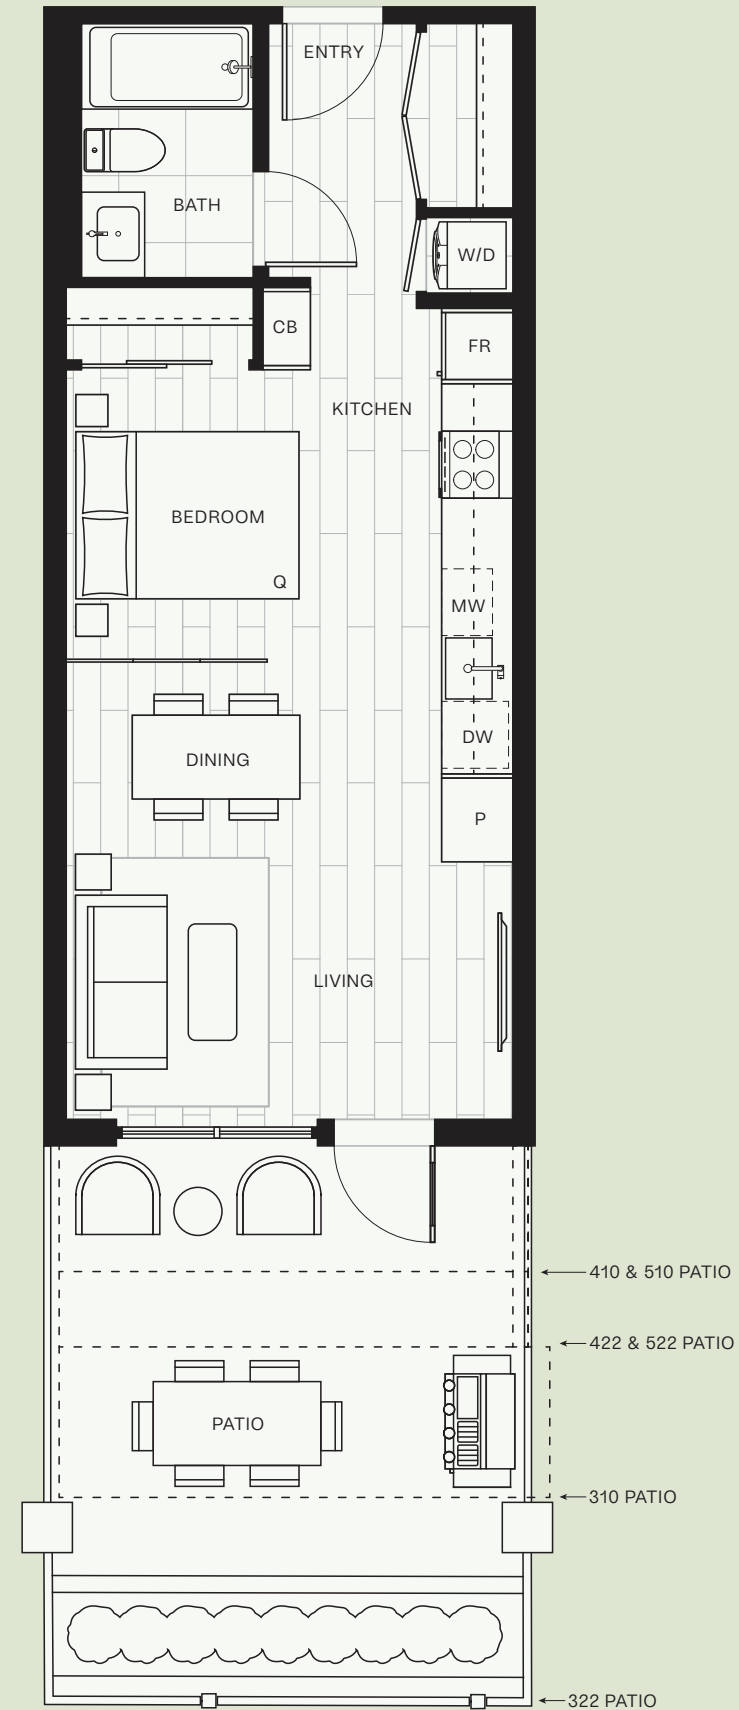 ENTRY
BATH
W/D
CB
FR
KITCHEN
BEDROOM
Q
MW
DINING
DW
P
LIVING
410 & 510 PATIO
422 & 522 PATIO
PATIO
310 PATIO
322 PATIO